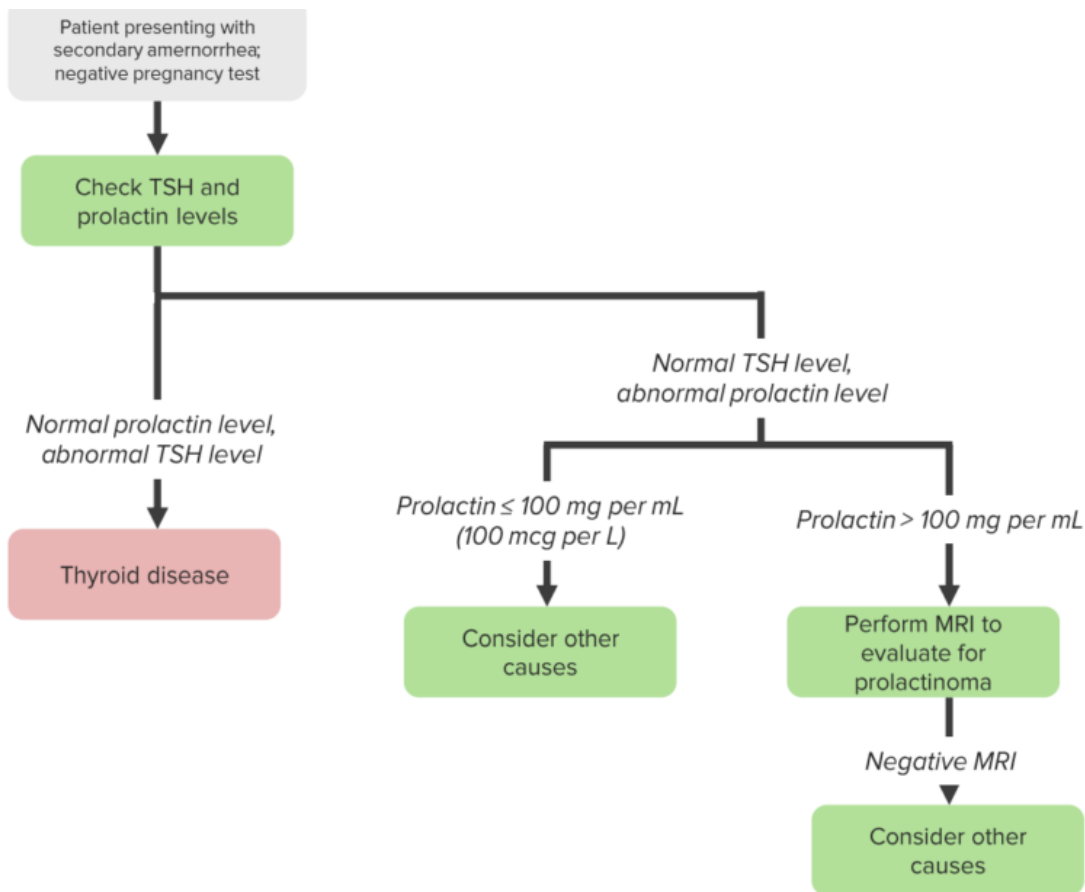 Patient presenting with
secondary amernorrhea;
negative pregnancy test
Check TSH and
prolactin levels
Normal prolactin level,
abnormal TSH level
Thyroid disease
Normal TSH level,
abnormal prolactin level
Prolactin ≤ 100 mg per mL
(100 mcg per L)
Consider other
causes
Prolactin > 100 mg per mL
Perform MRI to
evaluate for
prolactinoma
Negative MRI
Consider other
causes